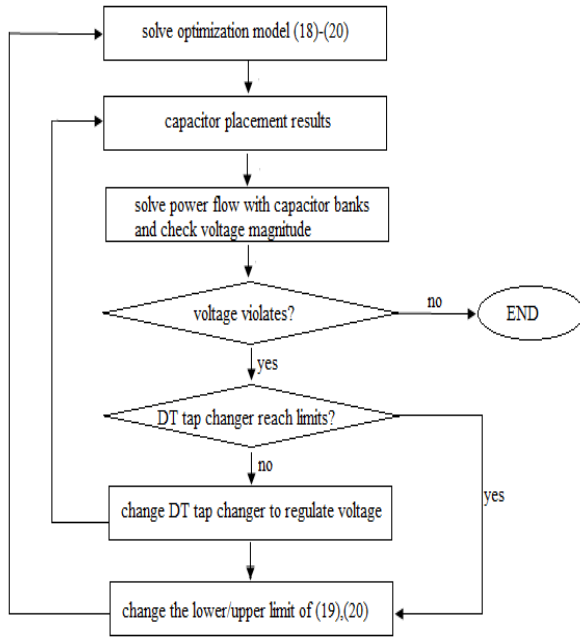 solve optimization model (18)-(20)
capacitor placement results
solve power flow with capacitor banks
and check voltage magnitude
voltage violates?
no
END
yes
DT tap changer reach limits?
no
yes
change DT tap changer to regulate voltage
change the lower/upper limit of (19),(20)